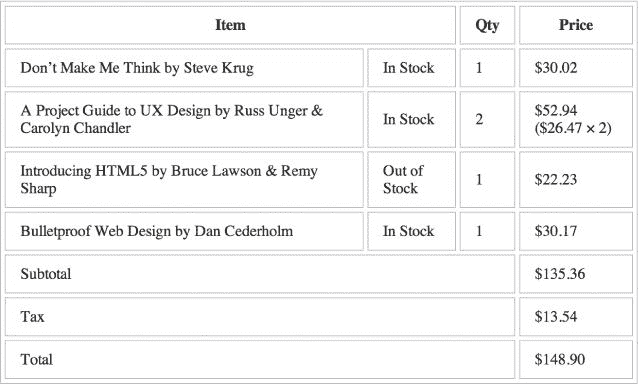 Item Qty Price
Don’t Make Me Think by Steve Krug In Stock 1 $30.02
A Project Guide to UX Design by Russ Unger &
Carolyn Chandler
In Stock 2
$52.94
($26.47 × 2)
Introducing HTML5 by Bruce Lawson & Remy
Sharp
Out of
Stock
1 $22.23
Bulletproof Web Design by Dan Cederholm In Stock 1 $30.17
Subtotal $135.36
Tax $13.54
Total $148.90